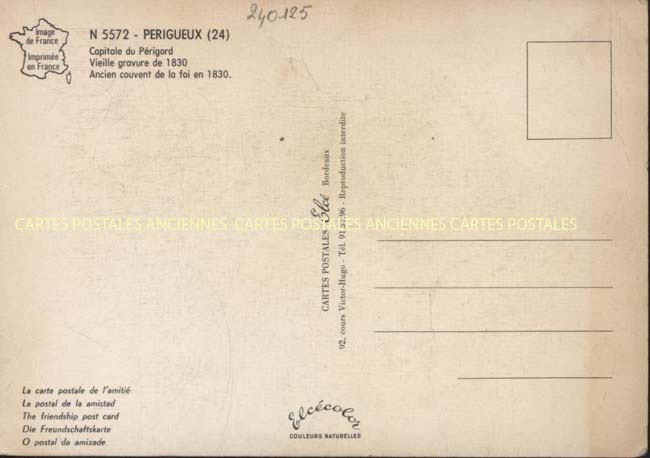 240-125
Image
de France
Imprimée
en France
N 5572 - PERIGUEUX (24)
Capitale du Périgord
Vieille gravure de 1830
Ancien couvent de la foi en 1830.
CARTES POSTALES Elcé Bordeaux
92, cours Victor-Hugo - Tél. 91.37.96 - Reproduction interdite
CARTES POSTALES ANCIENNES CARTES POSTALES ANCIENNES CARTES POSTALES
La carte postale de l'amitié
La postal de la amistad
The friendship post card
Die Freundschaftskarte
O postal da amizade
Elcécolor
COULEURS NATURELLES